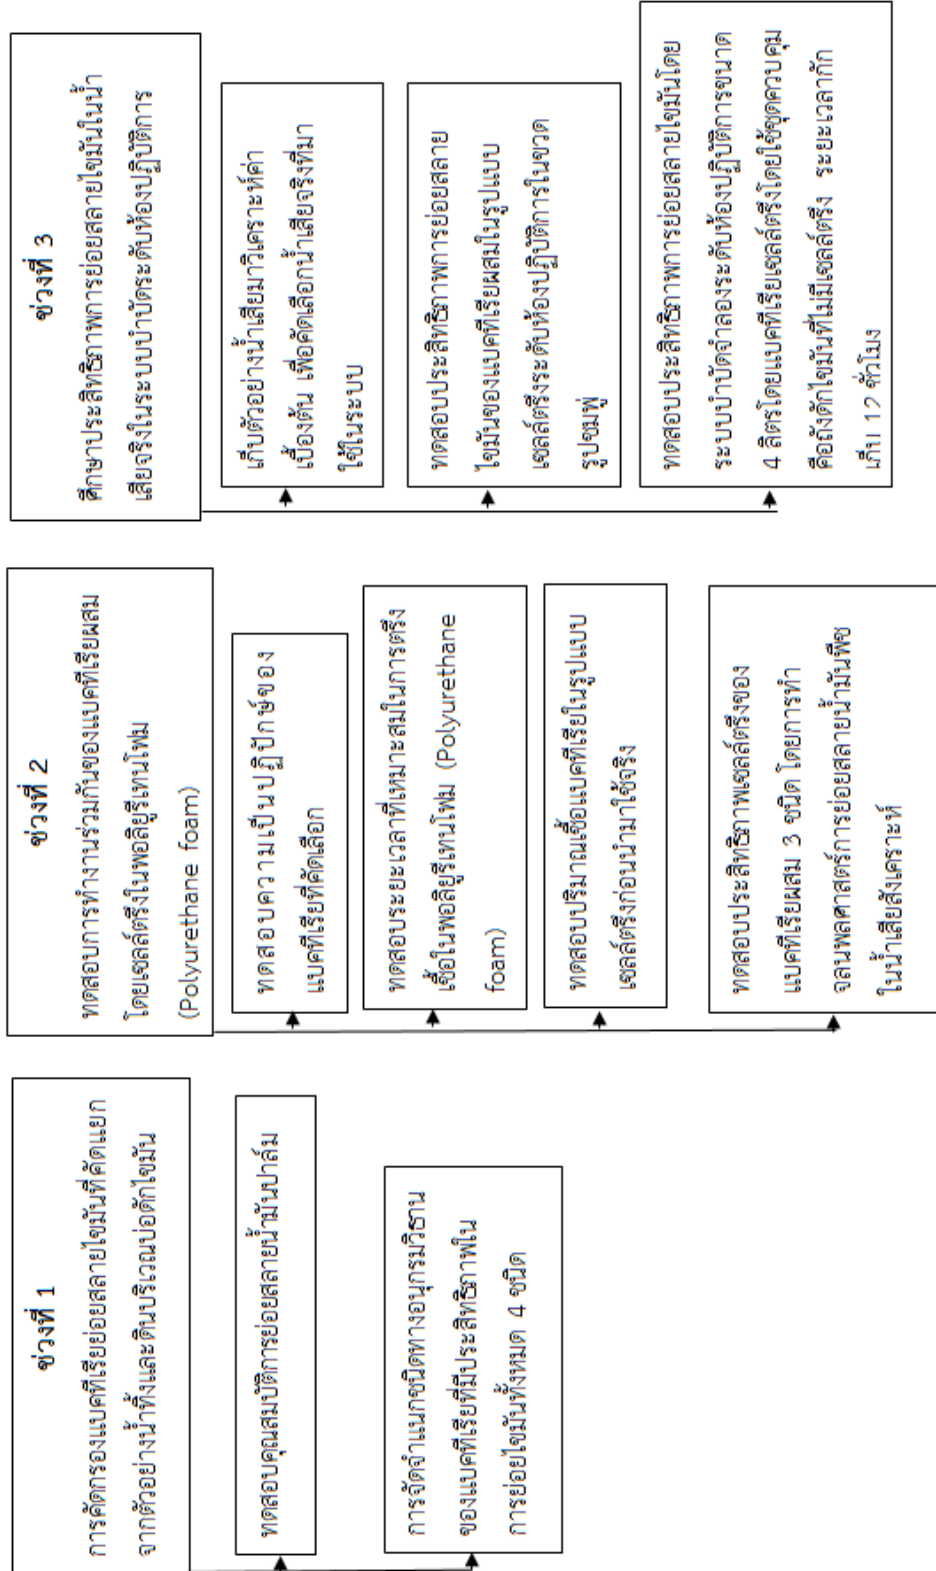 ช่วงที่ 1
การคัดกรองแบคทีเรียย่อยสลายไขมันที่คัดแยก
จากตัวอย่างน้ำทิ้งและดินบริเวณบ่อดักไขมัน
ทดสอบคุณสมบัติการย่อยสลายน้ำมันปาล์ม
การจัดจำแนกชนิดทางอนุกรมวิธาน
ของแบคทีเรียที่มีประสิทธิภาพใน
การย่อยไขมันทั้งหมด 4 ชนิด
ช่วงที่ 2
ทดสอบการทำงานร่วมกันของแบคทีเรียผสม
โดยเซลล์ตรึงในพอลิยูรีเทนโฟม
(Polyurethane foam)
ทดสอบความเป็นปฏิปักษ์ของ
แบคทีเรียที่คัดเลือก
ทดสอบระยะเวลาที่เหมาะสมในการตรึง
เชื้อในพอลิยูรีเทนโฟม (Polyurethane
foam)
ทดสอบปริมาณเชื้อแบคทีเรียในรูปแบบ
เซลล์ตรึงก่อนนำมาใช้จริง
ทดสอบประสิทธิภาพเซลล์ตรึงของ
แบคทีเรียผสม 3 ชนิด โดยการทำ
จลนพลศาสตร์การย่อยสลายน้ำมันพืช
ในน้ำเสียสังเคราะห์
ช่วงที่ 3
ศึกษาประสิทธิภาพการย่อยสลายไขมันในน้ำ
เสียจริงในระบบบำบัดระดับห้องปฏิบัติการ
เก็บตัวอย่างน้ำเสียมาวิเคราะห์ค่า
เบื้องต้น เพื่อคัดเลือกน้ำเสียจริงที่มา
ใช้ในระบบ
ทดสอบประสิทธิภาพการย่อยสลาย
ไขมันของแบคทีเรียผสมในรูปแบบ
เซลล์ตรึงระดับห้องปฏิบัติการในขวด
รูปชมพู่
ทดสอบประสิทธิภาพการย่อยสลายไขมันโดย
ระบบบำบัดจำลองระดับห้องปฏิบัติการขนาด
4 ลิตรโดยแบคทีเรียเซลล์ตรึงโดยใช้ชุดควบคุม
คือถังดักไขมันที่ไม่มีเซลล์ตรึง ระยะเวลากัก
เก็บ 12 ชั่วโมง